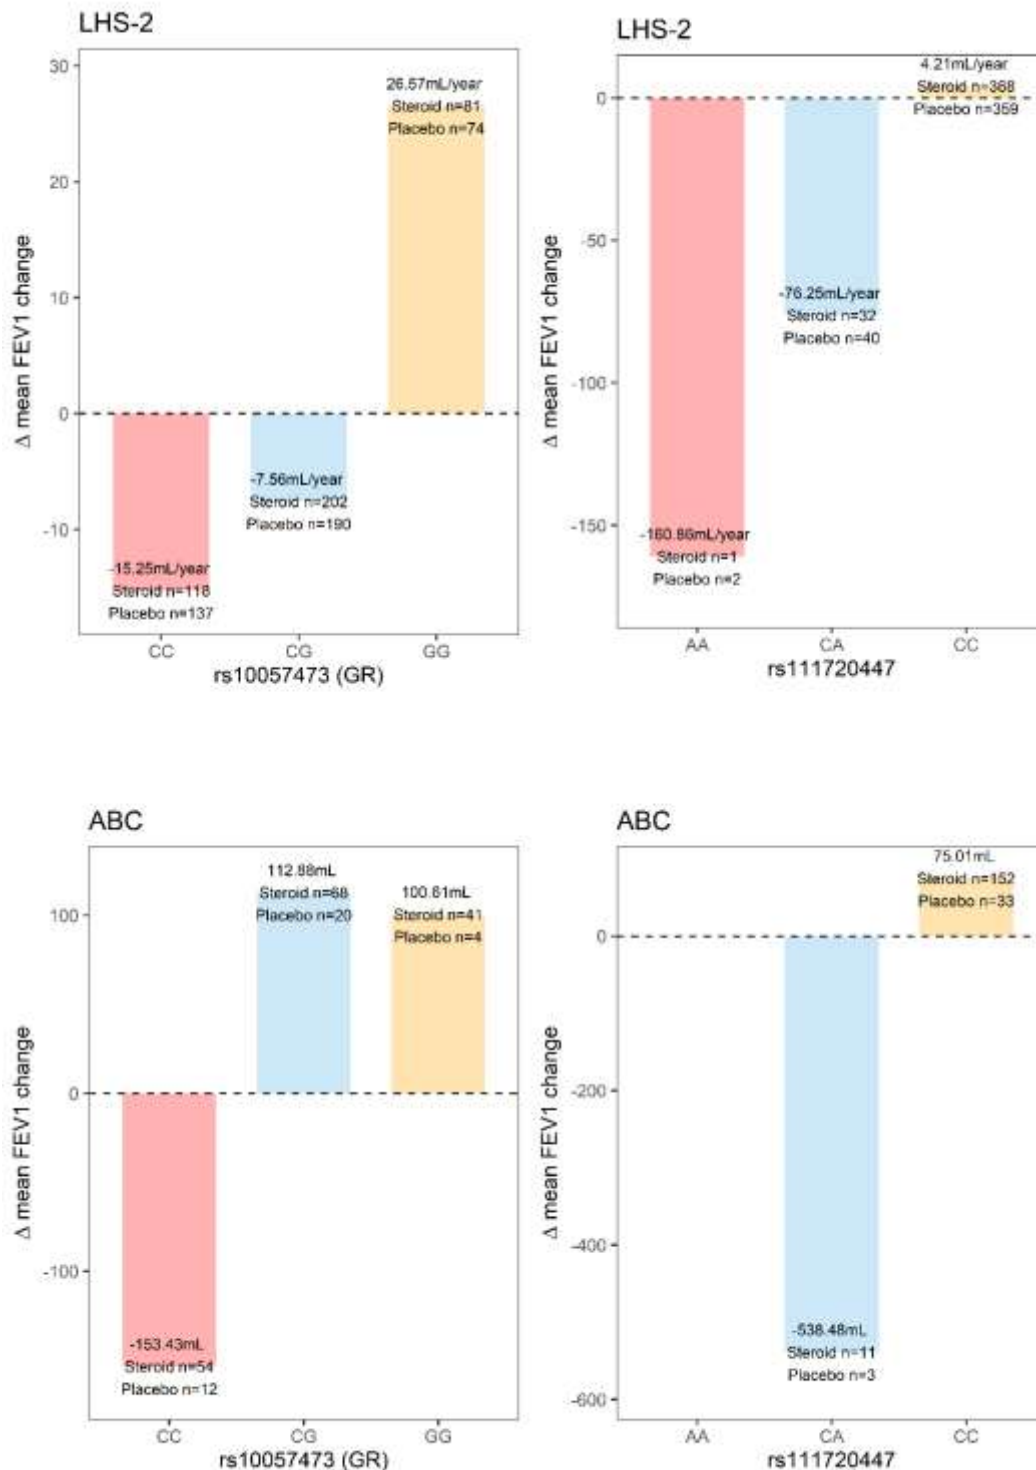 LHS-2
30
20
10
0
-10
Δ mean FEV1 change
26.57mL/year
Steroid n=81
Placebo n=74
-7.56mL/year
Steroid n=202
Placebo n=190
-15.25mL/year
Steroid n=118
Placebo n=137
CC CG GG
rs10057473 (GR)
LHS-2
0
-50
-100
-150
Δ mean FEV1 change
4.21mL/year
Steroid n=368
Placebo n=359
-76.25mL/year
Steroid n=32
Placebo n=40
-160.86mL/year
Steroid n=1
Placebo n=2
AA CA CC
rs111720447
ABC
100
0
-100
Δ mean FEV1 change
112.88mL
Steroid n=68
Placebo n=20
100.61mL
Steroid n=41
Placebo n=4
-153.43mL
Steroid n=54
Placebo n=12
CC CG GG
rs10057473 (GR)
ABC
0
-200
-400
-600
Δ mean FEV1 change
75.01mL
Steroid n=152
Placebo n=33
-538.48mL
Steroid n=11
Placebo n=3
AA CA CC
rs111720447